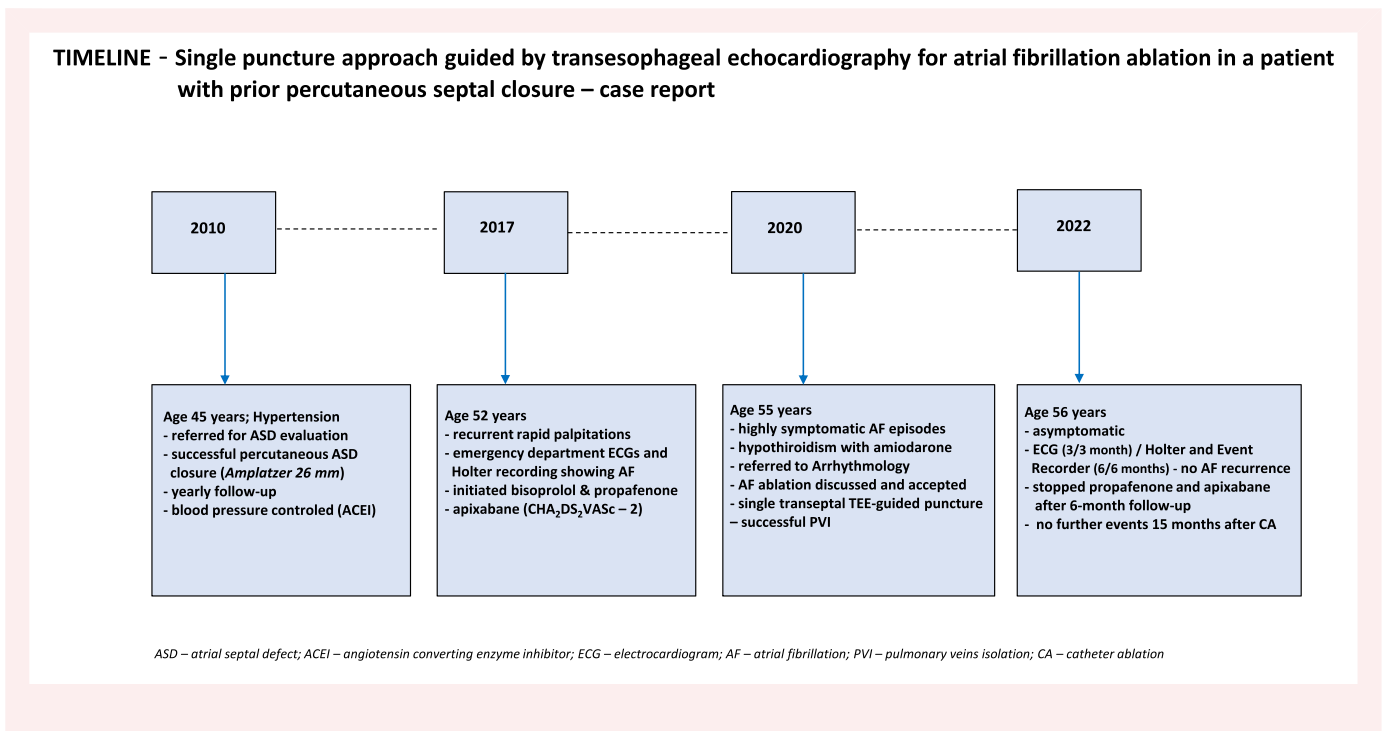 TIMELINE - Single puncture approach guided by transesophageal echocardiography for atrial fibrillation ablation in a patient
with prior percutaneous septal closure – case report
2010
2017
2020
2022
Age 45 years; Hypertension
- referred for ASD evaluation
- successful percutaneous ASD
closure (Amplatzer 26 mm)
- yearly follow-up
- blood pressure controled (ACEI)
Age 52 years
- recurrent rapid palpitations
- emergency department ECGs and
Holter recording showing AF
- initiated bisoprolol & propafenone
- apixabane (CHA₂DS₂VASc – 2)
Age 55 years
- highly symptomatic AF episodes
- hypothiroidism with amiodarone
- referred to Arrhythmology
- AF ablation discussed and accepted
- single transeptal TEE-guided puncture
– successful PVI
Age 56 years
- asymptomatic
- ECG (3/3 month) / Holter and Event
Recorder (6/6 months) - no AF recurrence
- stopped propafenone and apixabane
after 6-month follow-up
- no further events 15 months after CA
ASD – atrial septal defect; ACEI – angiotensin converting enzyme inhibitor; ECG – electrocardiogram; AF – atrial fibrillation; PVI – pulmonary veins isolation; CA – catheter ablation